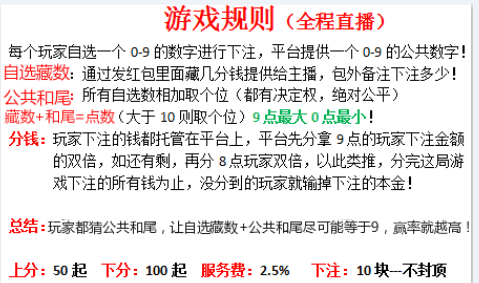 游戏规则（全程直播）
每个玩家自选一个 0-9 的数字进行下注，平台提供一个 0-9 的公共数字！
自选藏数：通过发红包里面藏几分钱提供给主播，包外备注下注多少！
公共和尾：所有自选数相加取个位（都有决定权，绝对公平）
藏数+和尾=点数（大于 10 则取个位）9 点最大 0 点最小！
分钱：玩家下注的钱都托管在平台上，平台先分拿 9 点的玩家下注金额
的双倍，如还有剩，再分 8 点玩家双倍，以此类推，分完这局游
戏下注的所有钱为止，没分到的玩家就输掉下注的本金！
总结：玩家都猜公共和尾，让自选藏数+公共和尾尽可能等于9，赢率就越高！
上分：50 起 下分：100 起 服务费：2.5% 下注：10 块---不封顶